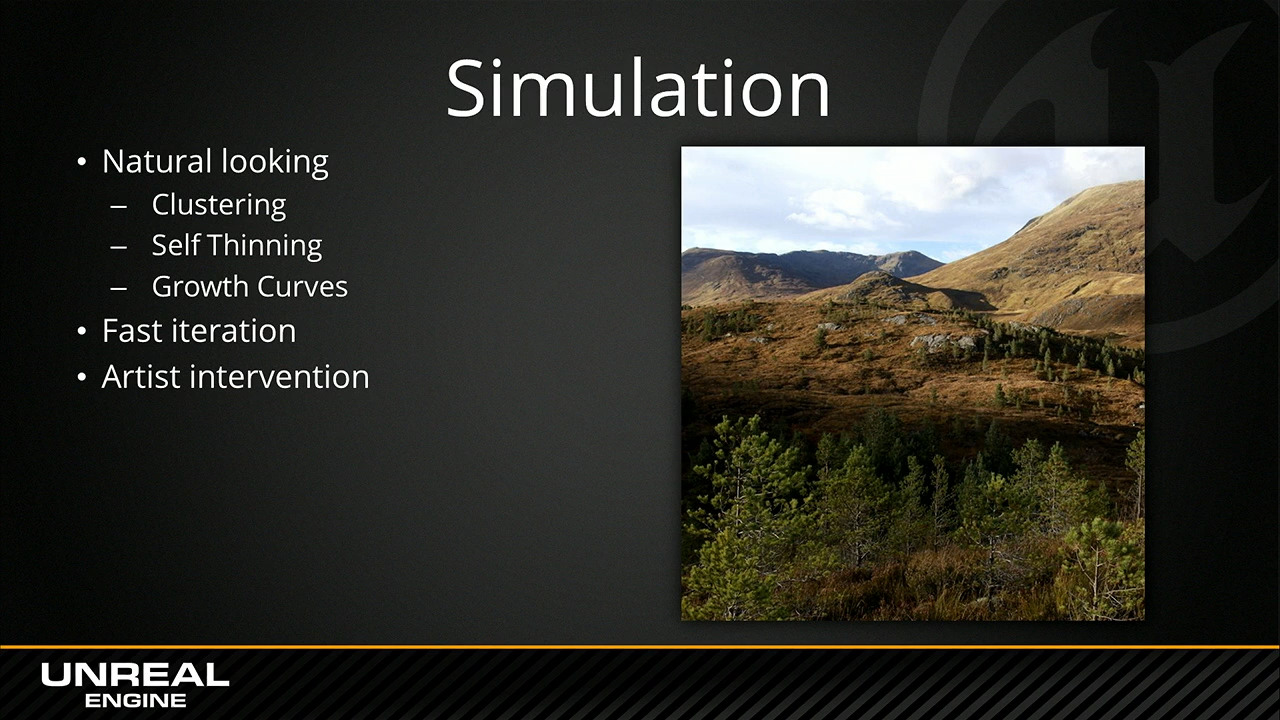 Simulation
• Natural looking
– Clustering
– Self Thinning
– Growth Curves
• Fast iteration
• Artist intervention
UNREAL
ENGINE